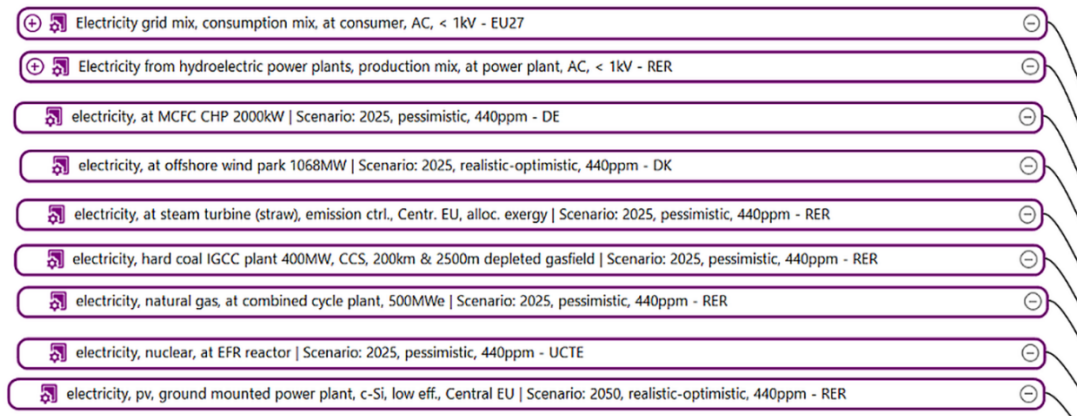 Electricity grid mix, consumption mix, at consumer, AC, < 1kV - EU27
Electricity from hydroelectric power plants, production mix, at power plant, AC, < 1kV - RER
electricity, at MCFC CHP 2000kW | Scenario: 2025, pessimistic, 440ppm - DE
electricity, at offshore wind park 1068MW | Scenario: 2025, realistic-optimistic, 440ppm - DK
electricity, at steam turbine (straw), emission ctrl., Centr. EU, alloc. exergy | Scenario: 2025, pessimistic, 440ppm - RER
electricity, hard coal IGCC plant 400MW, CCS, 200km & 2500m depleted gasfield | Scenario: 2025, pessimistic, 440ppm - RER
electricity, natural gas, at combined cycle plant, 500MWe | Scenario: 2025, pessimistic, 440ppm - RER
electricity, nuclear, at EFR reactor | Scenario: 2025, pessimistic, 440ppm - UCTE
electricity, pv, ground mounted power plant, c-Si, low eff., Central EU | Scenario: 2050, realistic-optimistic, 440ppm - RER